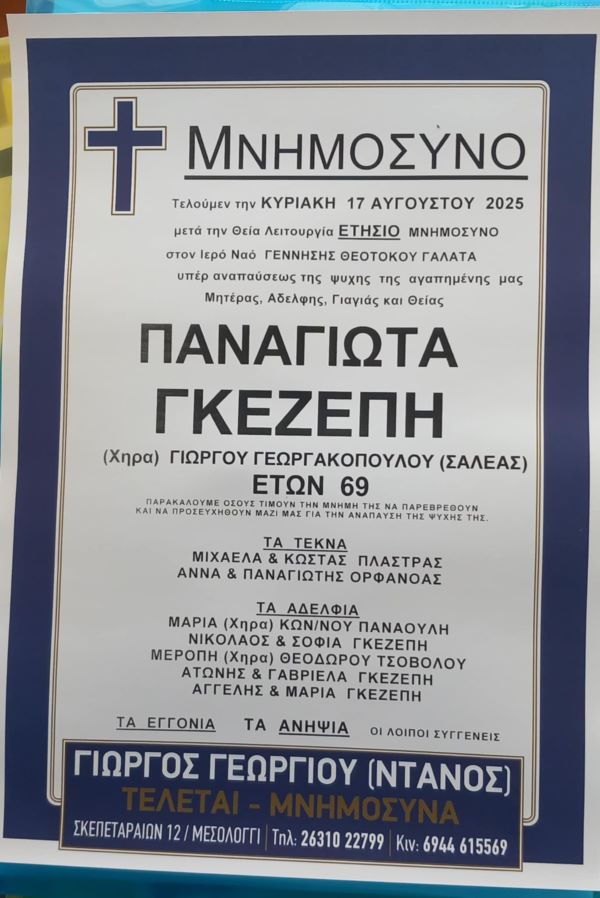 ΜΝΗΜΟΣΥΝΟ
Τελούμεν την ΚΥΡΙΑΚΗ 17 ΑΥΓΟΥΣΤΟΥ 2025
μετά την Θεία Λειτουργία ΕΤΗΣΙΟ ΜΝΗΜΟΣΥΝΟ
στον Ιερό Ναό ΓΕΝΝΗΣΗΣ ΘΕΟΤΟΚΟΥ ΓΑΛΑΤΑ
υπέρ αναπαύσεως της ψυχης της αγαπημένης μας
Μητέρας, Αδελφης, Γιαγιάς και Θείας
ΠΑΝΑΓΙΩΤΑ
ΓΚΕΖΕΠΗ
(Χηρα) ΓΙΩΡΓΟΥ ΓΕΩΡΓΑΚΟΠΟΥΛΟΥ (ΣΑΛΕΑΣ)
ΕΤΩΝ 69
ΠΑΡΑΚΑΛΟΥΜΕ ΟΣΟΥΣ ΤΙΜΟΥΝ ΤΗΝ ΜΝΗΜΗ ΤΗΣ ΝΑ ΠΑΡΕΒΡΕΘΟΥΝ
ΚΑΙ ΝΑ ΠΡΟΣΕΥΧΗΘΟΥΝ ΜΑΖΙ ΜΑΣ ΓΙΑ ΤΗΝ ΑΝΑΠΑΥΣΗ ΤΗΣ ΨΥΧΗΣ ΤΗΣ.
ΤΑ ΤΕΚΝΑ
ΜΙΧΑΕΛΑ & ΚΩΣΤΑΣ ΠΛΑΣΤΡΑΣ
ΑΝΝΑ & ΠΑΝΑΓΙΩΤΗΣ ΟΡΦΑΝΟΑΣ
ΤΑ ΑΔΕΛΦΙΑ
ΜΑΡΙΑ (Χηρα) ΚΩΝ/ΝΟΥ ΠΑΝΑΟΥΛΗ
ΝΙΚΟΛΑΟΣ & ΣΟΦΙΑ ΓΚΕΖΕΠΗ
ΜΕΡΟΠΗ (Χηρα) ΘΕΟΔΩΡΟΥ ΤΣΟΒΟΛΟΥ
ΑΤΩΝΗΣ & ΓΑΒΡΙΕΛΑ ΓΚΕΖΕΠΗ
ΑΓΓΕΛΗΣ & ΜΑΡΙΑ ΓΚΕΖΕΠΗ
ΤΑ ΕΓΓΟΝΙΑ ΤΑ ΑΝΗΨΙΑ ΟΙ ΛΟΙΠΟΙ ΣΥΓΓΕΝΕΙΣ
ΓΙΩΡΓΟΣ ΓΕΩΡΓΙΟΥ (ΝΤΑΝΟΣ)
ΤΕΛΕΤΑΙ - ΜΝΗΜΟΣΥΝΑ
ΣΚΕΠΕΤΑΡΑΙΩΝ 12 / ΜΕΣΟΛΟΓΓΙ | Τηλ: 26310 22799 | Κιν: 6944 615569